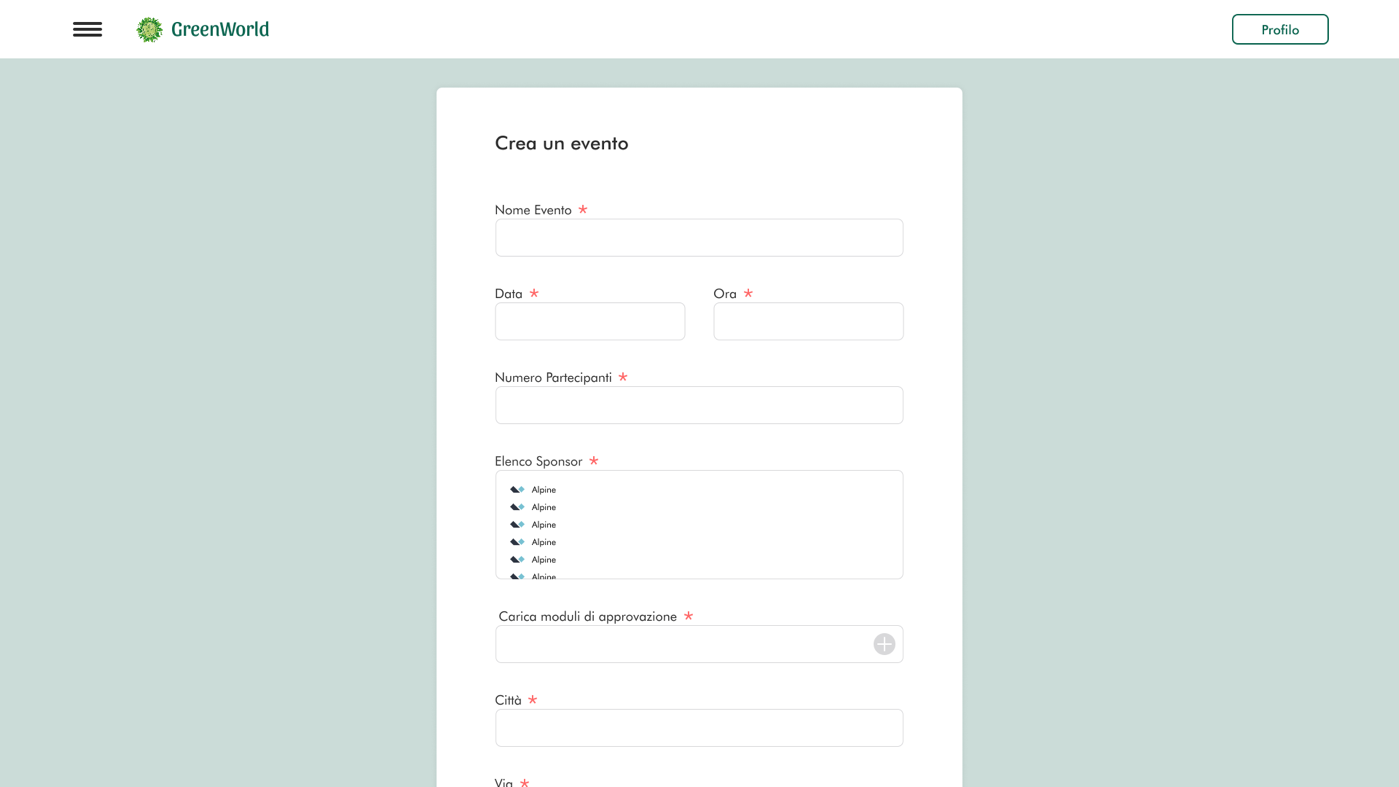 GreenWorld
Profilo
Crea un evento
Nome Evento *
Data * Ora *
Numero Partecipanti *
Elenco Sponsor *
Alpine
Alpine
Alpine
Alpine
Alpine
Alpine
Carica moduli di approvazione *
Città *
Via *